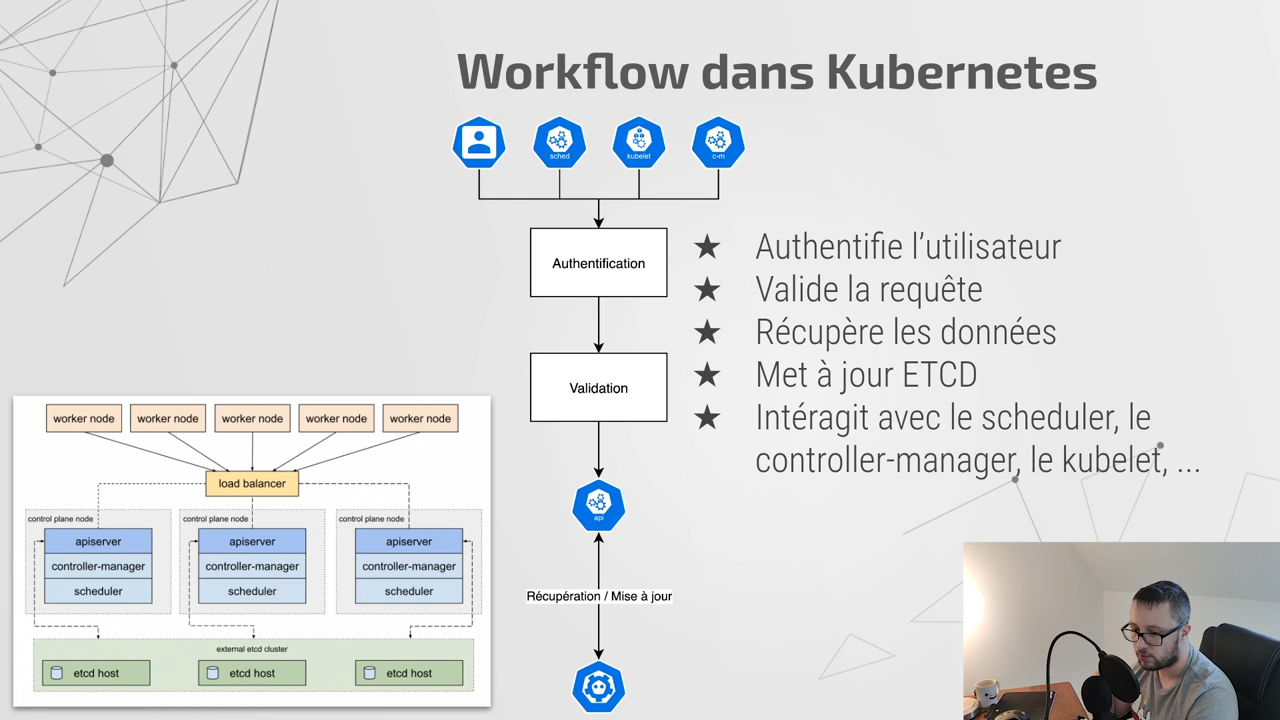 Workflow dans Kubernetes
sched
kubelet
c-m
Authentification
Validation
api
Récupération / Mise à jour
★ Authentifie l’utilisateur
★ Valide la requête
★ Récupère les données
★ Met à jour ETCD
★ Intéragit avec le scheduler, le
controller-manager, le kubelet, ...
worker node worker node worker node worker node worker node
load balancer
control plane node control plane node control plane node
apiserver apiserver apiserver
controller-manager controller-manager controller-manager
scheduler scheduler scheduler
external etcd cluster
etcd host etcd host etcd host